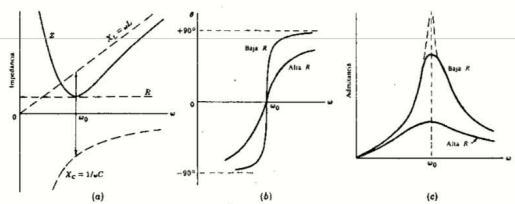 Impedancia
Z
X_L = ωL
R
0
ω₀
ω
X_C = 1/ωC
(a)
θ
+90°
Baja R
Alta R
0
ω₀
ω
−90°
(b)
Admitancia
Baja R
Alta R
ω₀
ω
(c)